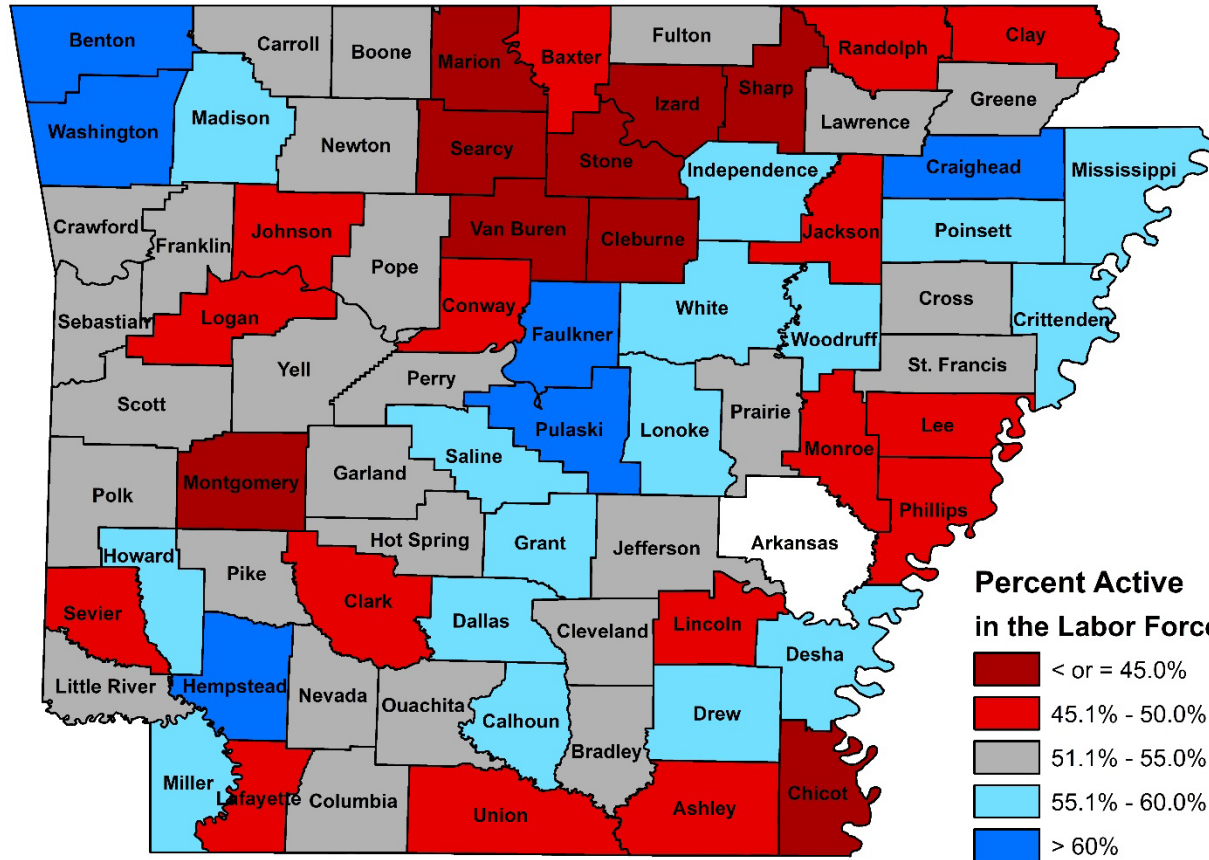 Benton
Carroll
Boone
Marion
Baxter
Fulton
Randolph
Clay
Sharp
Izard
Greene
Lawrence
Washington
Madison
Newton
Searcy
Stone
Independence
Craighead
Mississippi
Crawford
Franklin
Johnson
Pope
Van Buren
Cleburne
Jackson
Poinsett
Sebastian
Logan
Conway
Faulkner
White
Woodruff
Cross
Crittenden
Scott
Yell
Perry
Pulaski
Lonoke
Prairie
St. Francis
Lee
Monroe
Phillips
Polk
Montgomery
Garland
Saline
Hot Spring
Grant
Jefferson
Arkansas
Howard
Pike
Clark
Sevier
Dallas
Cleveland
Lincoln
Desha
Little River
Hempstead
Nevada
Ouachita
Calhoun
Bradley
Drew
Miller
Lafayette
Columbia
Union
Ashley
Chicot
Percent Active
in the Labor Force
< or = 45.0%
45.1% - 50.0%
51.1% - 55.0%
55.1% - 60.0%
> 60%